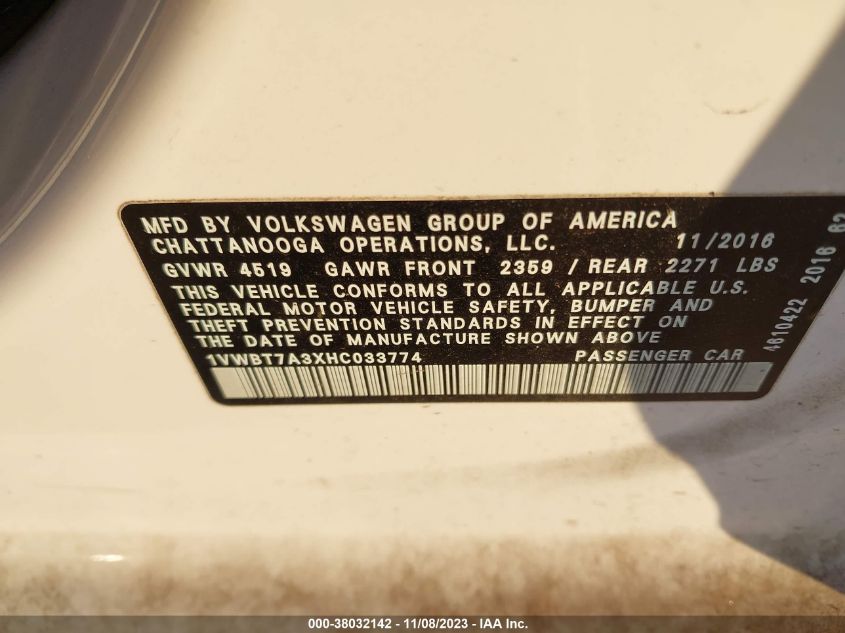 MFD BY VOLKSWAGEN GROUP OF AMERICA
CHATTANOOGA OPERATIONS, LLC. 11/2016
GVWR 4519 GAWR FRONT 2359 / REAR 2271 LBS
THIS VEHICLE CONFORMS TO ALL APPLICABLE U.S.
FEDERAL MOTOR VEHICLE SAFETY, BUMPER AND
THEFT PREVENTION STANDARDS IN EFFECT ON
THE DATE OF MANUFACTURE SHOWN ABOVE
1VWBT7A3XHC033774 PASSENGER CAR
4610422 2016 62
000-38032142 - 11/08/2023 - IAA Inc.